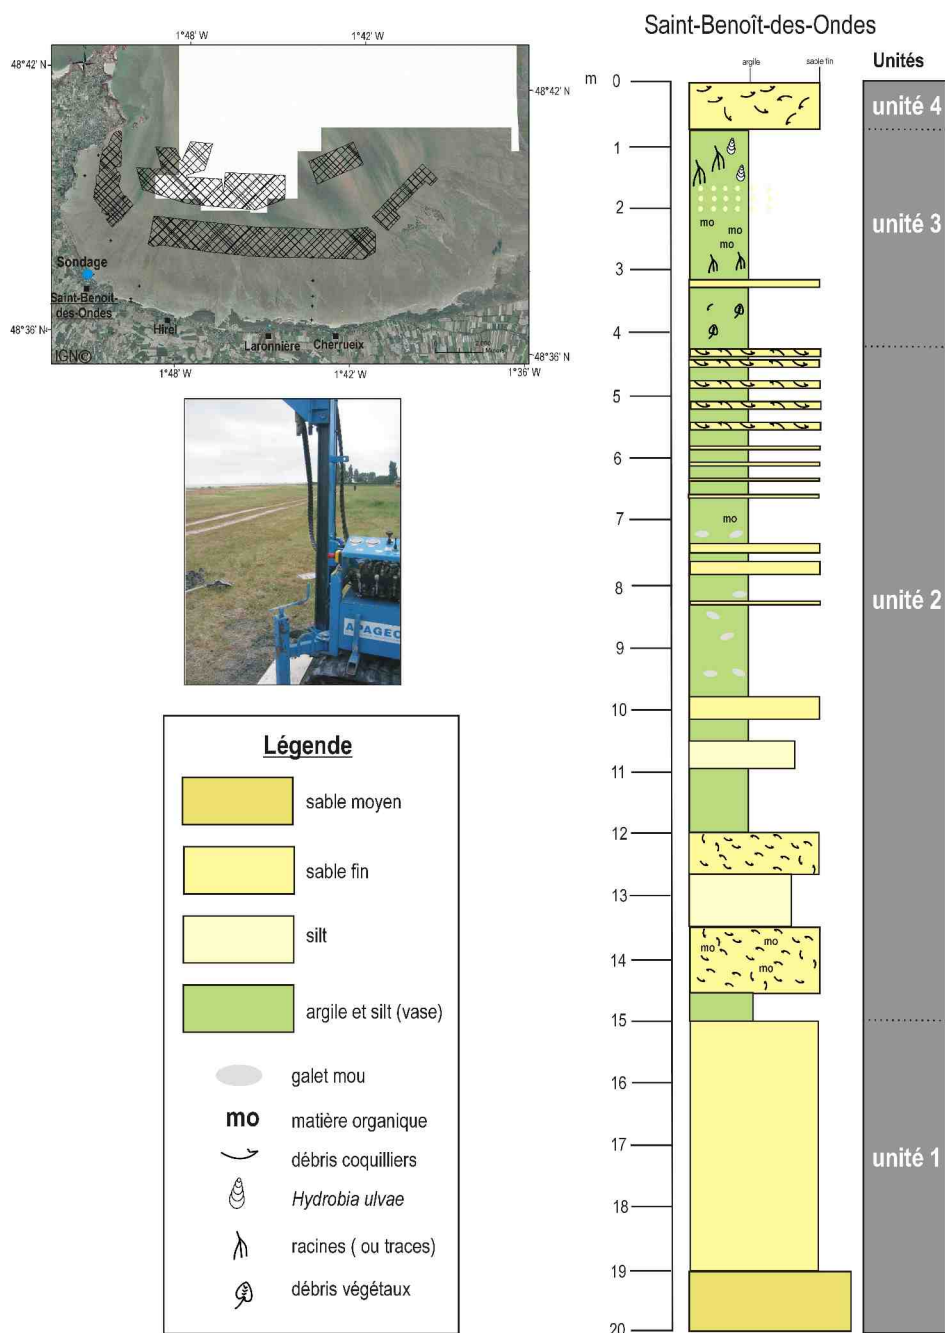 1°48' W
1°42' W
48°42' N
48°42' N
Sondage
Saint-Benoit-
des-Ondes
Hirel
Laronnière
Cherrueix
48°36' N
48°36' N
IGN©
1°48' W
1°42' W
1°36' W
APAGEO
Légende
sable moyen
sable fin
silt
argile et silt (vase)
galet mou
mo
matière organique
débris coquilliers
Hydrobia ulvae
racines ( ou traces)
débris végétaux
Saint-Benoît-des-Ondes
argile
sable fin
Unités
m
0
1
2
3
4
5
6
7
8
9
10
11
12
13
14
15
16
17
18
19
20
mo
mo
mo
mo
mo
mo
mo
unité 4
unité 3
unité 2
unité 1